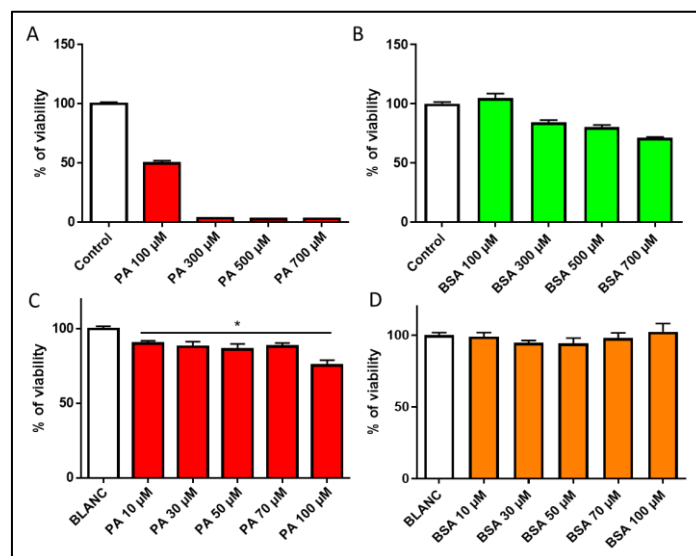 A
% of viability
150
100
50
0
Control
PA 100 µM
PA 300 µM
PA 500 µM
PA 700 µM
B
% of viability
150
100
50
0
Control
BSA 100 µM
BSA 300 µM
BSA 500 µM
BSA 700 µM
C
% of viability
100
50
0
*
BLANC
PA 10 µM
PA 30 µM
PA 50 µM
PA 70 µM
PA 100 µM
D
% of viability
100
50
0
BLANC
BSA 10 µM
BSA 30 µM
BSA 50 µM
BSA 70 µM
BSA 100 µM